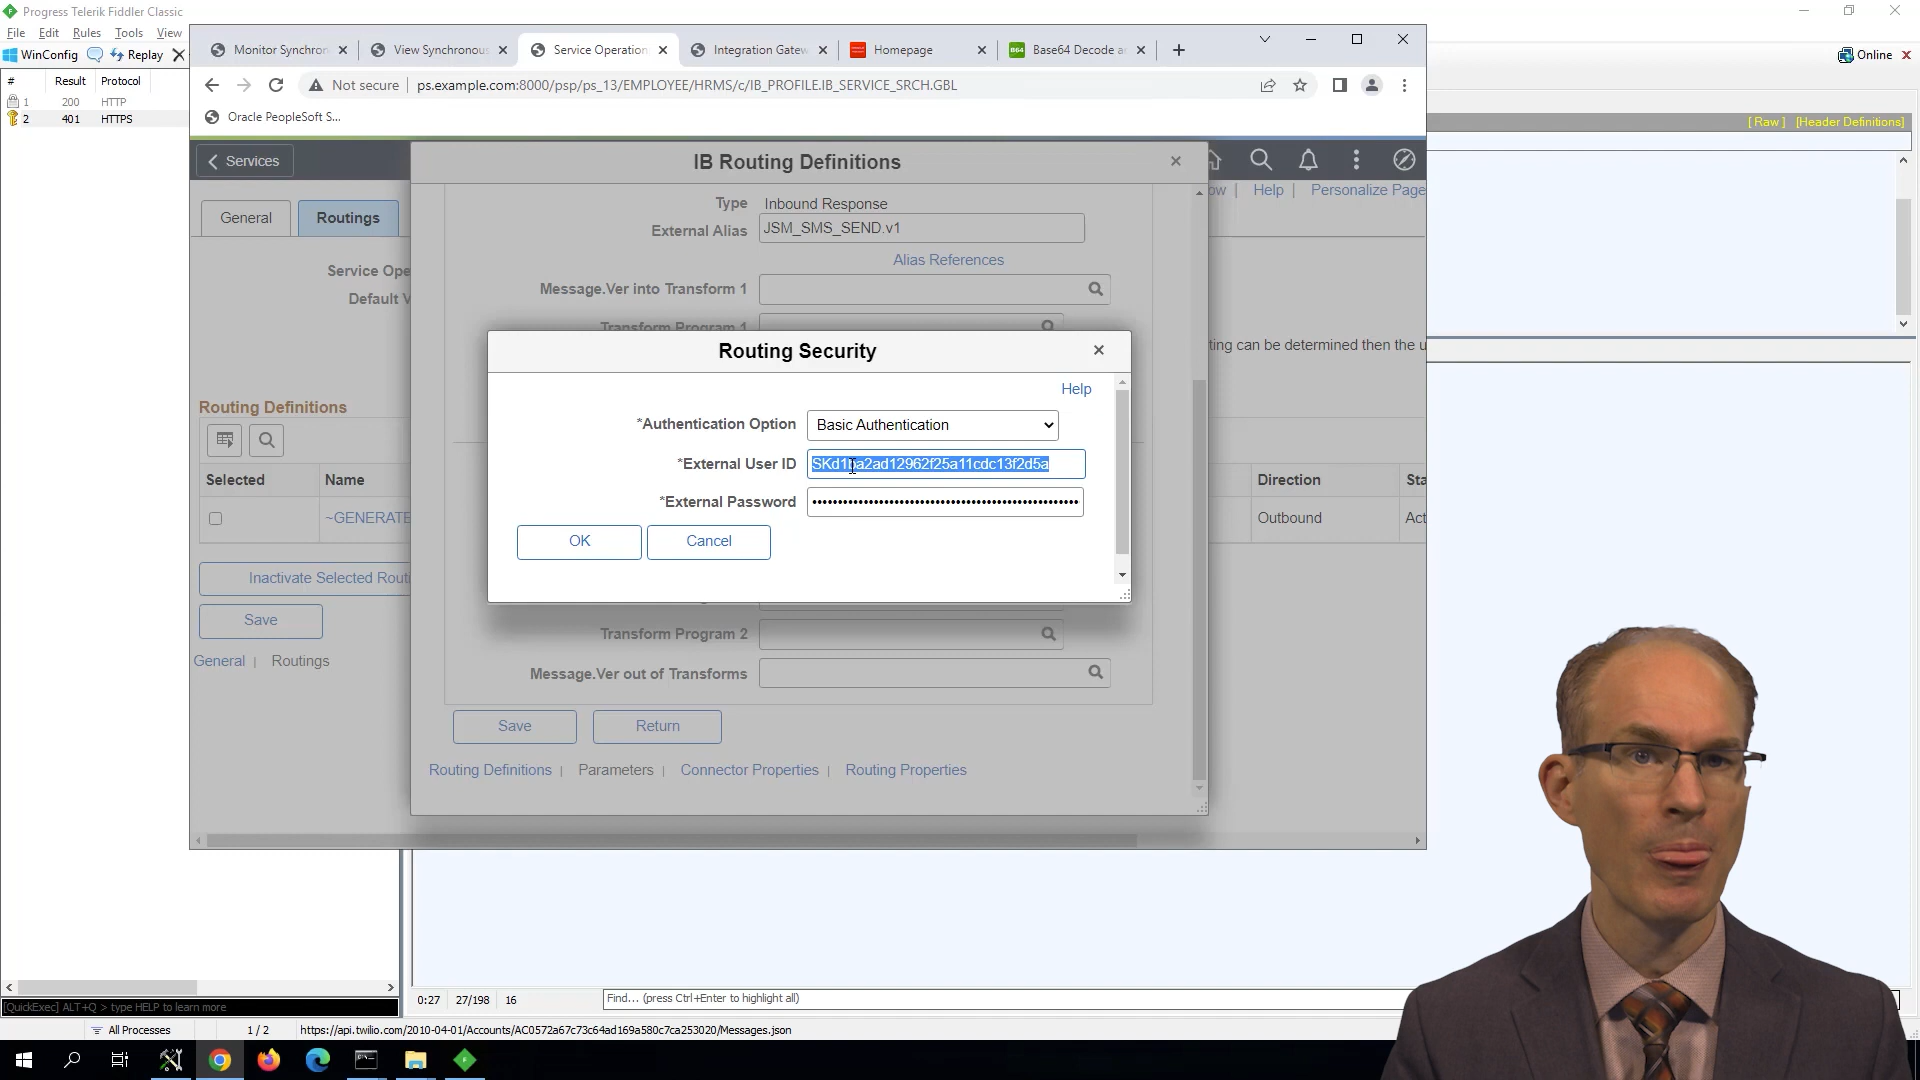 Progress Telerik Fiddler Classic
File Edit Rules Tools View
WinConfig Replay
Online
# Result Protocol
1 200 HTTP
2 401 HTTPS
Monitor Synchron
View Synchronous
Service Operation
Integration Gatew
Homepage
B64 Base64 Decode a
Not secure ps.example.com:8000/psp/ps_13/EMPLOYEE/HRMS/c/IB_PROFILE.IB_SERVICE_SRCH.GBL
Oracle PeopleSoft S...
[ Raw ] [Header Definitions]
Services
IB Routing Definitions
ow | Help | Personalize Page
General
Routings
Type Inbound Response
External Alias JSM_SMS_SEND.v1
Alias References
Service Ope
Default V
Message.Ver into Transform 1
Transform Program 1
ting can be determined then the u
Routing Security
Help
*Authentication Option Basic Authentication
*External User ID
*External Password
OK
Cancel
Routing Definitions
Selected Name
Direction Sta
~GENERATE
Outbound Act
Inactivate Selected Rout
Save
General | Routings
Transform Program 2
Message.Ver out of Transforms
Save
Return
Routing Definitions | Parameters | Connector Properties | Routing Properties
[QuickExec] ALT+Q > type HELP to learn more
0:27 27/198 16 Find... (press Ctrl+Enter to highlight all)
All Processes 1 / 2 https://api.twilio.com/2010-04-01/Accounts/AC0572a67c73c64ad169a580c7ca253020/Messages.json